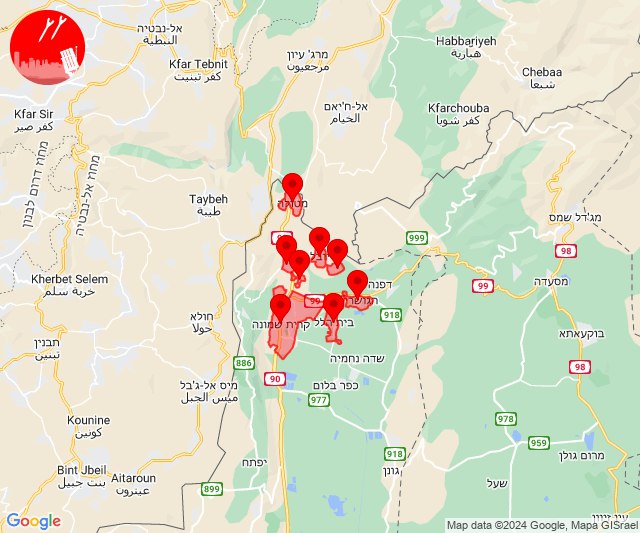 אל-נבטיה
النبطية
מרג' עיון
مرجعيون
Habbariyeh
هبارية
Kfar Tebnit
كفر تبنيت
Chebaa
شبعا
Kfar Sir
كفر صير
אל-ח'יאם
الخيام
Kfarchouba
كفر شوبا
מחוז דרום לבנון
מחוז אל-נבטיה
Taybeh
طيبة
מטולה
מג'דל שמס
999
98
Kherbet Selem
خربة سلم
99
דפנה
מסעדה
הגושרים
99
918
חולא
حولا
קרית שמונה
בית הלל
בוקעאתא
תבנין
تبنين
886
שדה נחמיה
98
מיס אל-ג'בל
ميس الجبل
90
כפר בלום
977
Kounine
كونين
978
959
918
Bint Jbeil
بنت جبيل
Aitaroun
عيترون
יפתח
גונן
מרום גולן
899
שעל
עין זיוון
Google
Map data ©2024 Google, Mapa GISrael